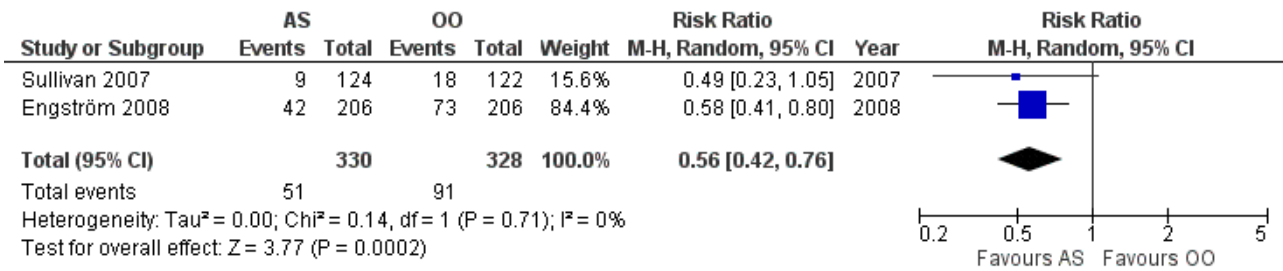 AS OO Risk Ratio Risk Ratio
Study or Subgroup Events Total Events Total Weight M-H, Random, 95% CI Year M-H, Random, 95% CI
Sullivan 2007 9 124 18 122 15.6% 0.49 [0.23, 1.05] 2007
Engström 2008 42 206 73 206 84.4% 0.58 [0.41, 0.80] 2008
Total (95% CI) 330 328 100.0% 0.56 [0.42, 0.76]
Total events 51 91
Heterogeneity: Tau² = 0.00; Chi² = 0.14, df = 1 (P = 0.71); I² = 0%
Test for overall effect: Z = 3.77 (P = 0.0002)
0.2 0.5 1 2 5
Favours AS Favours OO